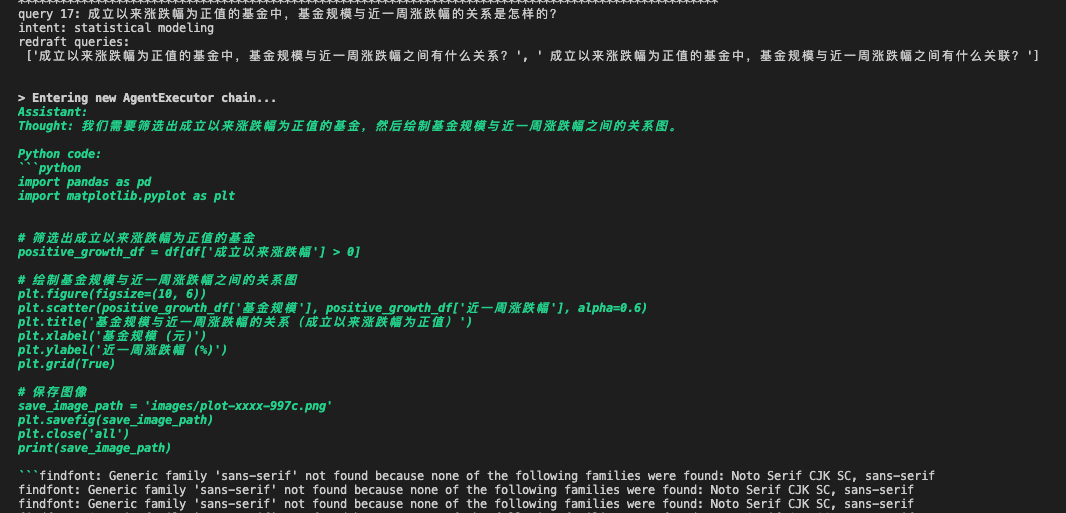 ****************************************************************************************************
query 17: 成立以来涨跌幅为正值的基金中，基金规模与近一周涨跌幅的关系是怎样的？
intent: statistical modeling
redraft queries:
['成立以来涨跌幅为正值的基金中，基金规模与近一周涨跌幅之间有什么关系？ ', ' 成立以来涨跌幅为正值的基金中，基金规模与近一周涨跌幅之间有什么关联？ ']
> Entering new AgentExecutor chain...
Assistant:
Thought: 我们需要筛选出成立以来涨跌幅为正值的基金，然后绘制基金规模与近一周涨跌幅之间的关系图。
Python code:
```python
import pandas as pd
import matplotlib.pyplot as plt
# 筛选出成立以来涨跌幅为正值的基金
positive_growth_df = df[df['成立以来涨跌幅'] > 0]
# 绘制基金规模与近一周涨跌幅之间的关系图
plt.figure(figsize=(10, 6))
plt.scatter(positive_growth_df['基金规模'], positive_growth_df['近一周涨跌幅'], alpha=0.6)
plt.title('基金规模与近一周涨跌幅的关系（成立以来涨跌幅为正值）')
plt.xlabel('基金规模 (元)')
plt.ylabel('近一周涨跌幅 (%)')
plt.grid(True)
# 保存图像
save_image_path = 'images/plot-xxxx-997c.png'
plt.savefig(save_image_path)
plt.close('all')
print(save_image_path)
```findfont: Generic family 'sans-serif' not found because none of the following families were found: Noto Serif CJK SC, sans-serif
findfont: Generic family 'sans-serif' not found because none of the following families were found: Noto Serif CJK SC, sans-serif
findfont: Generic family 'sans-serif' not found because none of the following families were found: Noto Serif CJK SC, sans-serif